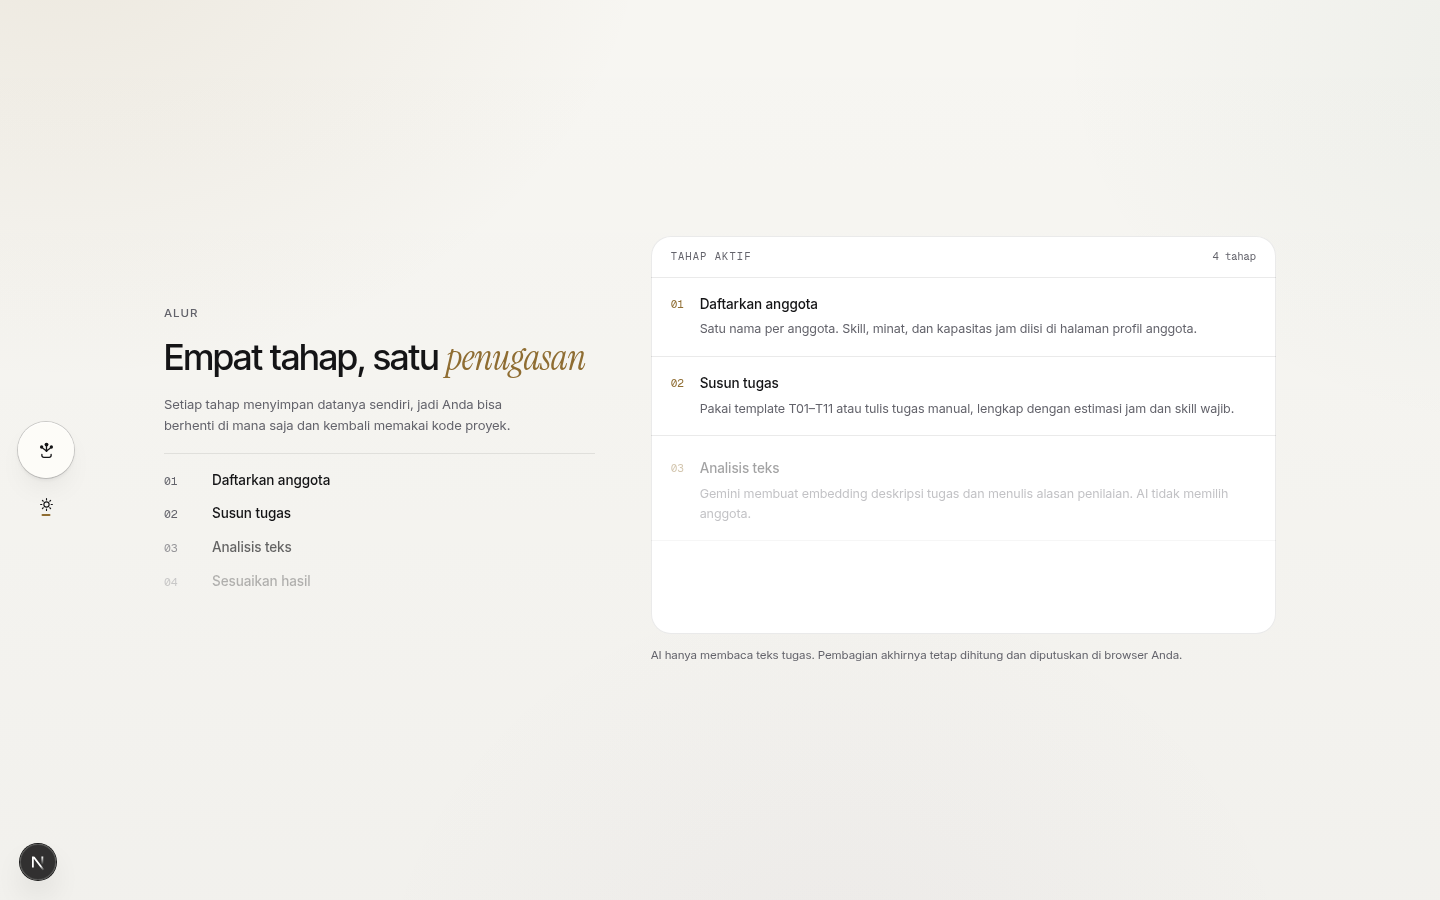 ALUR
Empat tahap, satu penugasan
Setiap tahap menyimpan datanya sendiri, jadi Anda bisa
berhenti di mana saja dan kembali memakai kode proyek.
01 Daftarkan anggota
02 Susun tugas
03 Analisis teks
04 Sesuaikan hasil
TAHAP AKTIF 4 tahap
01 Daftarkan anggota
Satu nama per anggota. Skill, minat, dan kapasitas jam diisi di halaman profil anggota.
02 Susun tugas
Pakai template T01–T11 atau tulis tugas manual, lengkap dengan estimasi jam dan skill wajib.
03 Analisis teks
Gemini membuat embedding deskripsi tugas dan menulis alasan penilaian. AI tidak memilih
anggota.
AI hanya membaca teks tugas. Pembagian akhirnya tetap dihitung dan diputuskan di browser Anda.
N